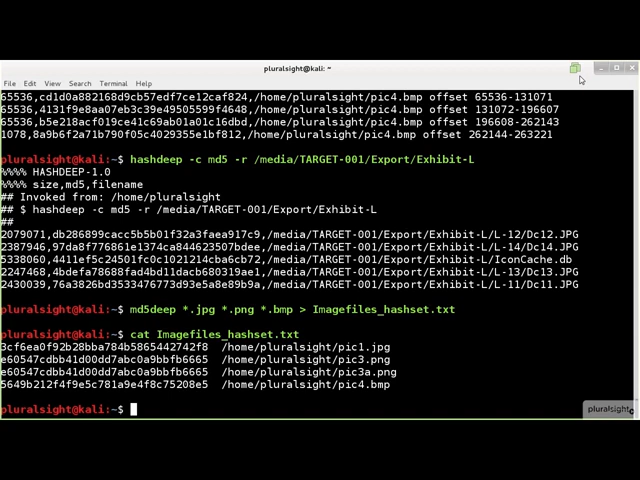 pluralsight@kali: ~
File Edit View Search Terminal Help
65536,cd1d0a882168d9cb57edf7ce12caf824,/home/pluralsight/pic4.bmp offset 65536-131071
65536,4131f9e8aa07eb3c39e49505599f4648,/home/pluralsight/pic4.bmp offset 131072-196607
65536,b5e218acf019ce41c69ab01a01c16dbd,/home/pluralsight/pic4.bmp offset 196608-262143
1078,8a9b6f2a71b790f05c4029355e1bf812,/home/pluralsight/pic4.bmp offset 262144-263221
pluralsight@kali:~$ hashdeep -c md5 -r /media/TARGET-001/Export/Exhibit-L
%%%% HASHDEEP-1.0
%%%% size,md5,filename
## Invoked from: /home/pluralsight
## $ hashdeep -c md5 -r /media/TARGET-001/Export/Exhibit-L
##
2079071,db286899cacc5b5b01f32a3f1faea917c9,/media/TARGET-001/Export/Exhibit-L/L-12/Dc12.JPG
2387946,97da8f776861e1374ca844623507bdee,/media/TARGET-001/Export/Exhibit-L/L-14/Dc14.JPG
5338060,4411ef5c24501fc0c1021214cba6cb72,/media/TARGET-001/Export/Exhibit-L/IconCache.db
2247468,4bdefa78688fad4bd11dacb680319ae1,/media/TARGET-001/Export/Exhibit-L/L-13/Dc13.JPG
2430039,76a3826bd3533476773d93e5a8e89b9a,/media/TARGET-001/Export/Exhibit-L/L-11/Dc11.JPG
pluralsight@kali:~$ md5deep *.jpg *.png *.bmp > Imagefiles_hashset.txt
pluralsight@kali:~$ cat Imagefiles_hashset.txt
3cf6ea0f92b28bba784b5865442742f8  /home/pluralsight/pic1.jpg
e60547cdbb41d00dd7abc0a9bbfb6665  /home/pluralsight/pic3.png
e60547cdbb41d00dd7abc0a9bbfb6665  /home/pluralsight/pic3a.png
5649b212f4f9e5c781a9e4f8c75208e5  /home/pluralsight/pic4.bmp
pluralsight@kali:~$
pluralsight